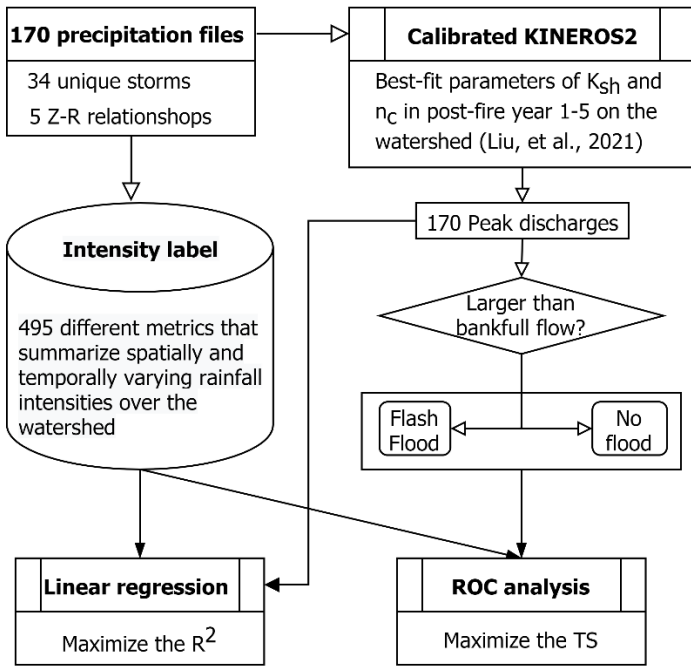 170 precipitation files
34 unique storms
5 Z-R relationshops
Calibrated KINEROS2
Best-fit parameters of K_sh and
n_c in post-fire year 1-5 on the
watershed (Liu, et al., 2021)
170 Peak discharges
Intensity label
495 different metrics that
summarize spatially and
temporally varying rainfall
intensities over the
watershed
Larger than
bankfull flow?
Flash
Flood
No
flood
Linear regression
Maximize the R²
ROC analysis
Maximize the TS